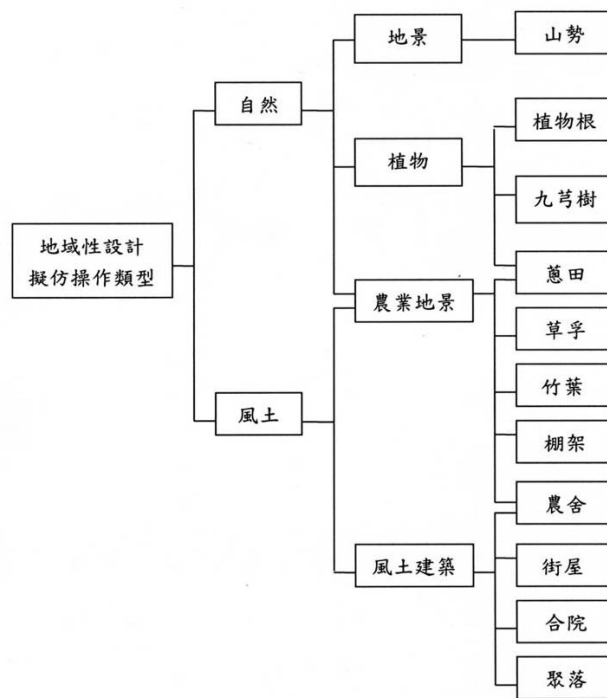 地域性設計
擬仿操作類型
自然
風土
地景
植物
農業地景
風土建築
山勢
植物根
九芎樹
蔥田
草孚
竹葉
棚架
農舍
街屋
合院
聚落